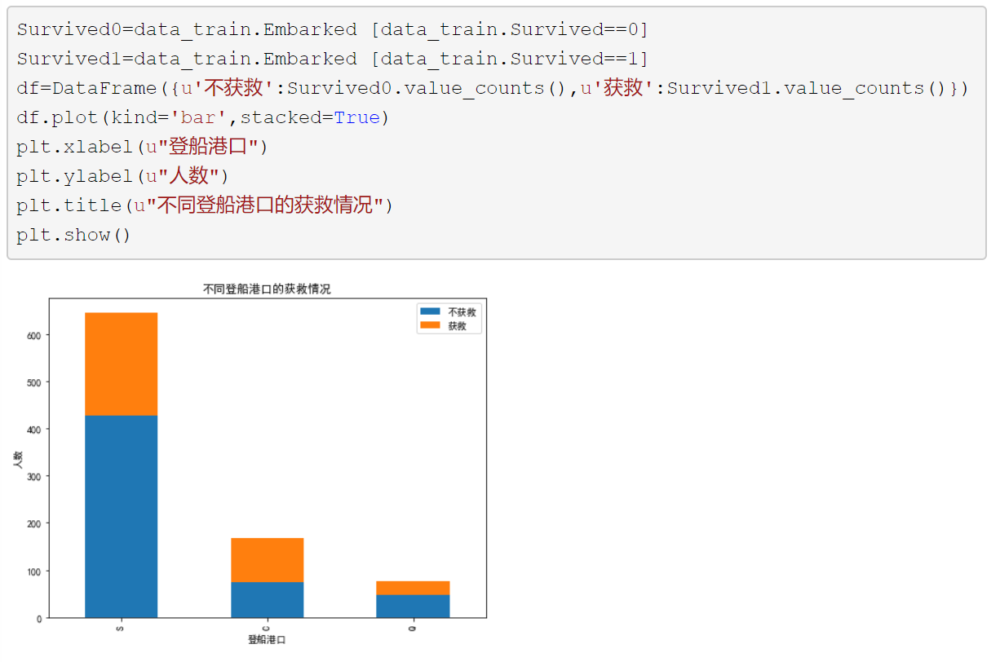 Survived0=data_train.Embarked [data_train.Survived==0]
Survived1=data_train.Embarked [data_train.Survived==1]
df=DataFrame({u'不获救':Survived0.value_counts(),u'获救':Survived1.value_counts()})
df.plot(kind='bar',stacked=True)
plt.xlabel(u"登船港口")
plt.ylabel(u"人数")
plt.title(u"不同登船港口的获救情况")
plt.show()
不同登船港口的获救情况
不获救
获救
600
500
400
300
200
100
0
人数
S
C
Q
登船港口